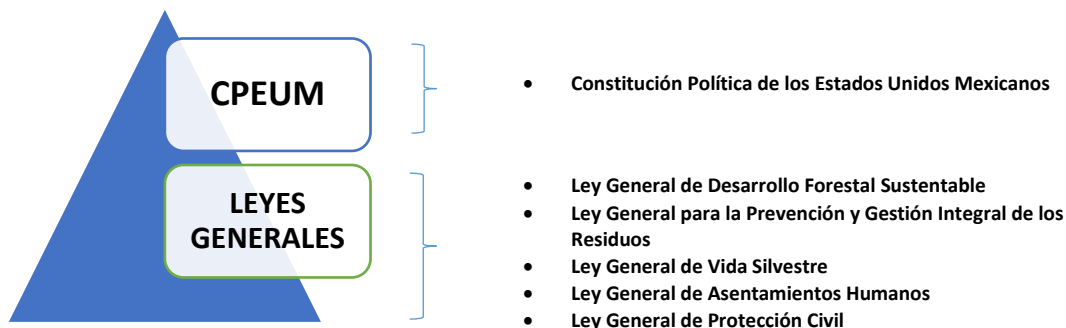 CPEUM
• Constitución Política de los Estados Unidos Mexicanos
LEYES
GENERALES
• Ley General de Desarrollo Forestal Sustentable
• Ley General para la Prevención y Gestión Integral de los
Residuos
• Ley General de Vida Silvestre
• Ley General de Asentamientos Humanos
• Ley General de Protección Civil